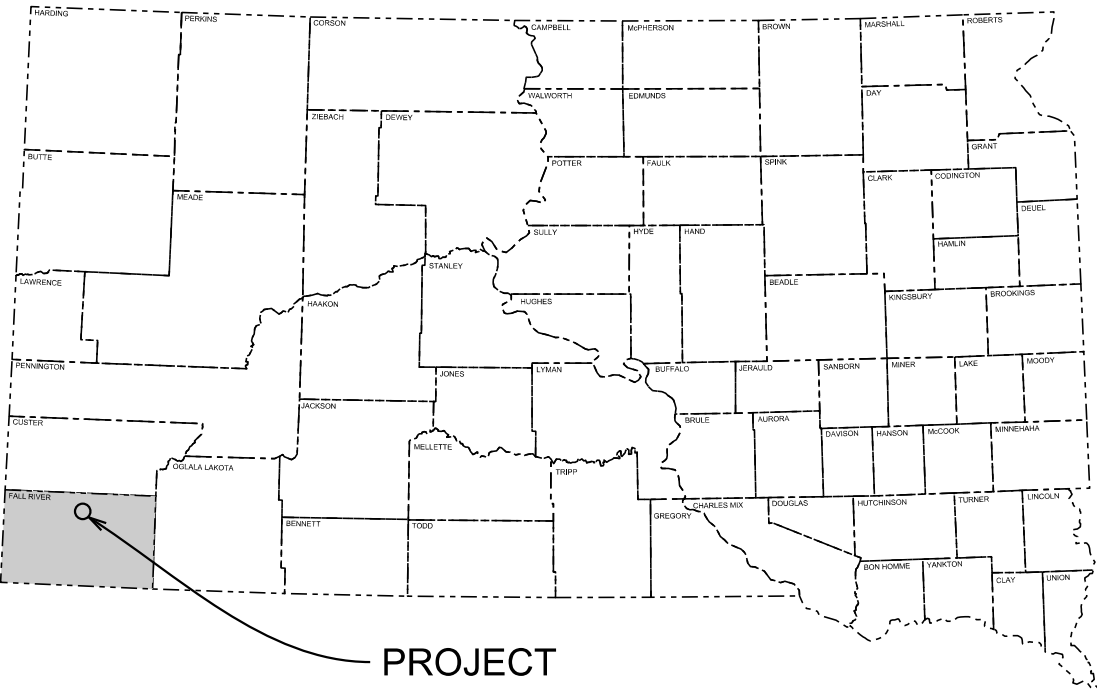 HARDING
PERKINS
CORSON
CAMPBELL
McPHERSON
BROWN
MARSHALL
ROBERTS
WALWORTH
EDMUNDS
DAY
ZIEBACH
DEWEY
GRANT
BUTTE
POTTER
FAULK
SPINK
CLARK
CODINGTON
MEADE
DEUEL
SULLY
HYDE
HAND
HAMLIN
STANLEY
LAWRENCE
BEADLE
HAAKON
HUGHES
KINGSBURY
BROOKINGS
PENNINGTON
JONES
LYMAN
BUFFALO
JERAULD
SANBORN
MINER
LAKE
MOODY
JACKSON
CUSTER
BRULE
AURORA
DAVISON
HANSON
McCOOK
MINNEHAHA
MELLETTE
OGLALA LAKOTA
TRIPP
FALL RIVER
GREGORY
CHARLES MIX
DOUGLAS
HUTCHINSON
TURNER
LINCOLN
BENNETT
TODD
BON HOMME
YANKTON
CLAY
UNION
PROJECT